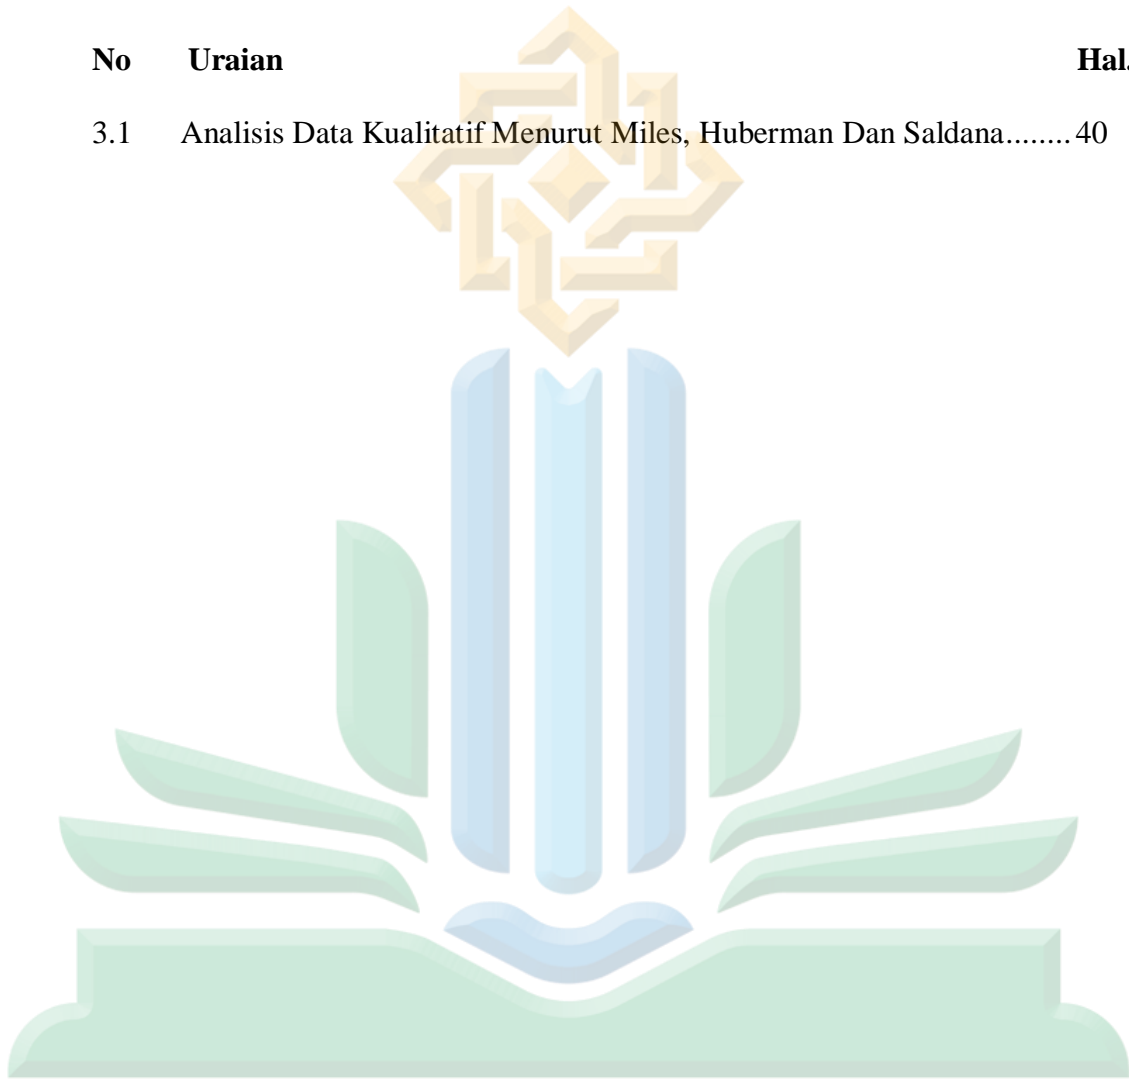 No Uraian Hal.
3.1 Analisis Data Kualitatif Menurut Miles, Huberman Dan Saldana........ 40